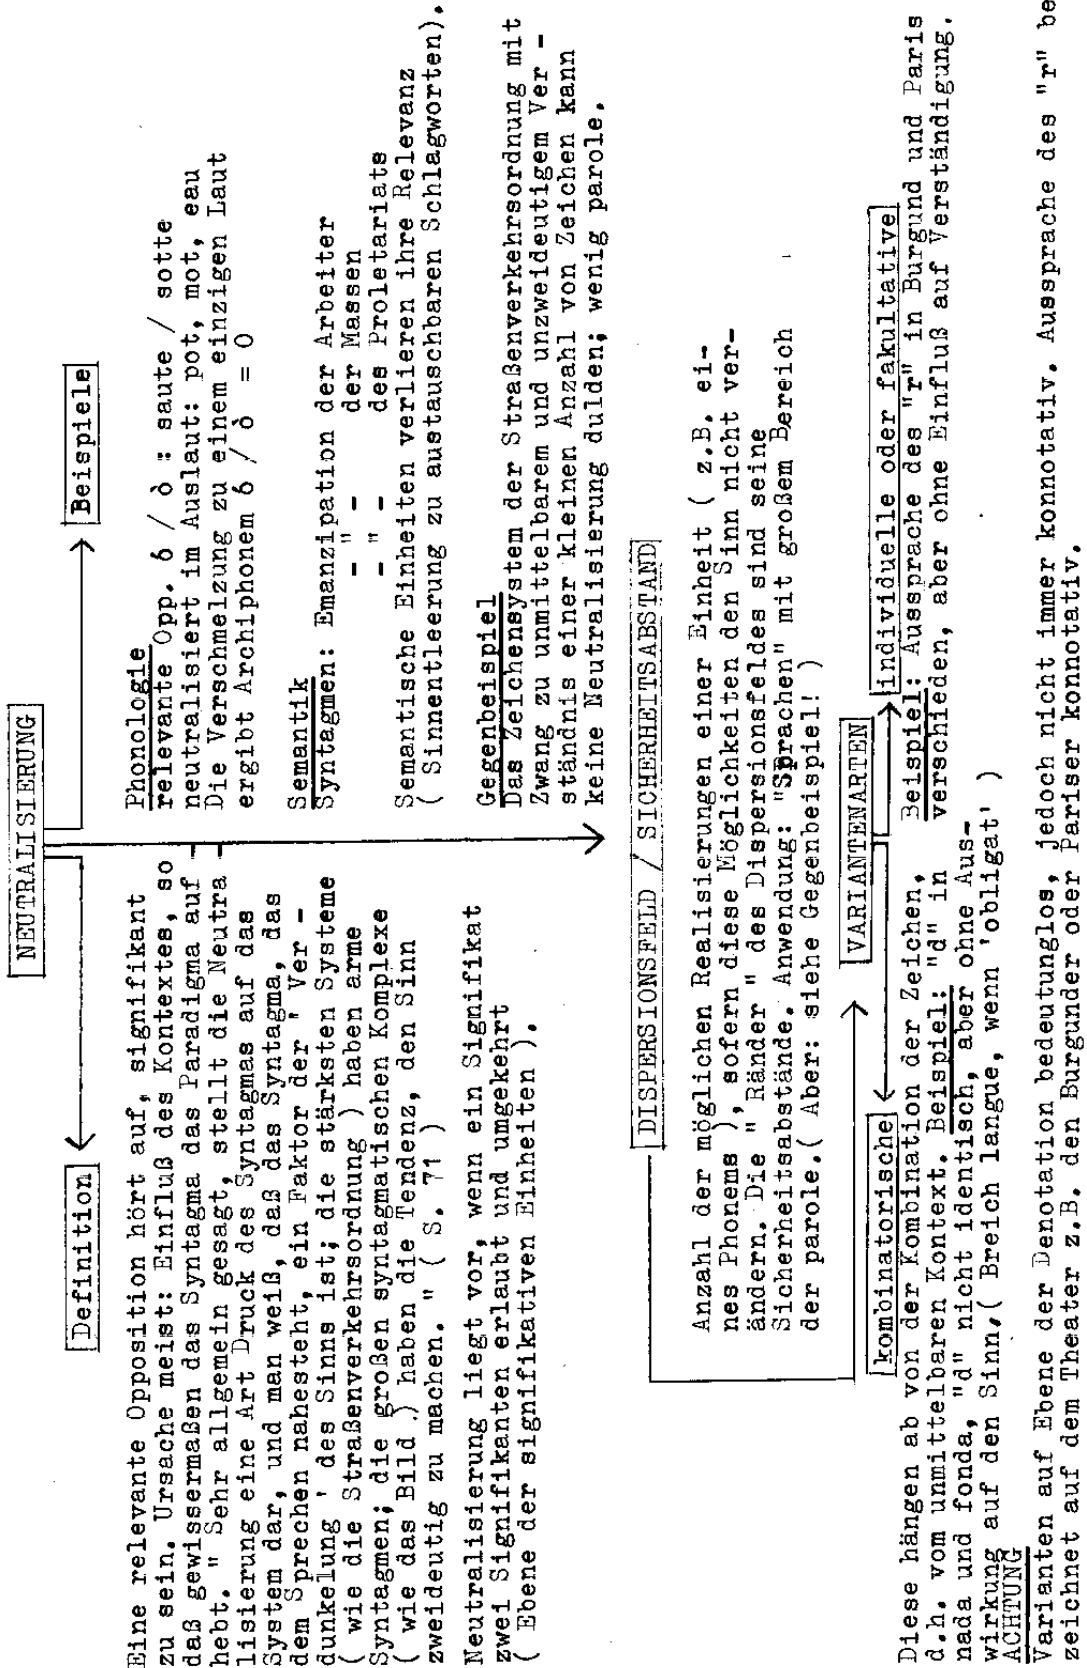 NEUTRALISIERUNG
Definition
Eine relevante Opposition hört auf, signifikant
zu sein. Ursache meist: Einfluß des Kontextes, so
daß gewissermaßen das Syntagma das Paradigma auf -
hebt. " Sehr allgemein gesagt, stellt die Neutra -
lisierung eine Art Druck des Syntagmas auf das
System dar, und man weiß, daß das Syntagma, das
dem Sprechen nahesteht, ein Faktor der ' Ver -
dunkelung ' des Sinns ist; die stärksten Systeme
( wie die Straßenverkehrsordnung ) haben arme
Syntagmen; die großen syntagmatischen Komplexe
( wie das Bild ) haben die Tendenz, den Sinn
zweideutig zu machen. " ( S. 71 )
Neutralisierung liegt vor, wenn ein Signifikat
zwei Signifikanten erlaubt und umgekehrt
( Ebene der signifikativen Einheiten ).
Beispiele
Phonologie
relevante Opp. ó / ò : saute / sotte
neutralisiert im Auslaut: pot, mot, eau
Die Verschmelzung zu einem einzigen Laut
ergibt Archiphonem ó / ò = O
Semantik
Syntagmen: Emanzipation der Arbeiter
- " - der Massen
- " - des Proletariats
Semantische Einheiten verlieren ihre Relevanz
( Sinnentleerung zu austauschbaren Schlagworten).
Gegenbeispiel
Das Zeichensystem der Straßenverkehrsordnung mit
Zwang zu unmittelbarem und unzweideutigem Ver -
ständnis einer kleinen Anzahl von Zeichen kann
keine Neutralisierung dulden; wenig parole.
DISPERSIONSFELD / SICHERHEITSABSTAND
Anzahl der möglichen Realisierungen einer Einheit ( z.B. ei-
nes Phonems ), sofern diese Möglichkeiten den Sinn nicht ver-
ändern. Die " Ränder " des Dispersionsfeldes sind seine
Sicherheitsabstände. Anwendung: "Sprachen" mit großem Bereich
der parole.( Aber: siehe Gegenbeispiel! )
VARIANTENARTEN
kombinatorische
Diese hängen ab von der Kombination der Zeichen,
d.h. vom unmittelbaren Kontext. Beispiel: "d" in
nada und fonda, "d" nicht identisch, aber ohne Aus-
wirkung auf den Sinn.( Breich langue, wenn 'obligat' )
individuelle oder fakultative
Beispiel: Aussprache des "r" in Burgund und Paris
verschieden, aber ohne Einfluß auf Verständigung.
ACHTUNG
Varianten auf Ebene der Denotation bedeutunglos, jedoch nicht immer konnotativ. Aussprache des "r" be
zeichnet auf dem Theater z.B. den Burgunder oder Pariser konnotativ.